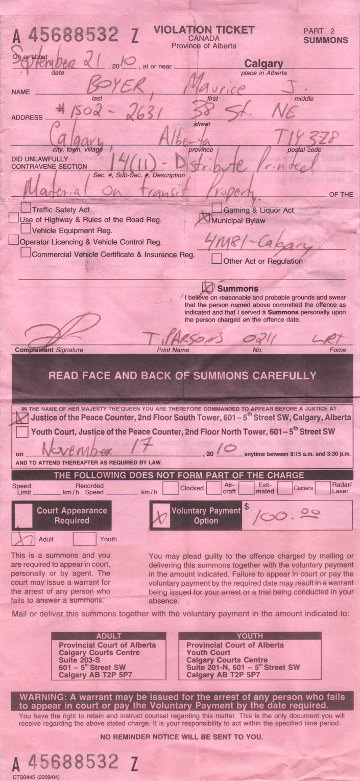 A 45688532 Z
VIOLATION TICKET
CANADA
Province of Alberta
PART 2
SUMMONS
On or about
September 21, 2010, at or near Calgary
date place in Alberta
NAME BOYER, Maurice J.
last first middle
ADDRESS #1502 - 2631 38 St. NE
street
Calgary Alberta T1Y 3Z8
city, town, village province postal code
DID UNLAWFULLY
CONTRAVENE SECTION 14(11) - Distribute Printed
Sec. #, Sub-Sec. #, Description
Material on transit Property. OF THE
Traffic Safety Act
Gaming & Liquor Act
Use of Highway & Rules of the Road Reg.
X Municipal Bylaw
Vehicle Equipment Reg.
4M81-Calgary
Operator Licencing & Vehicle Control Reg.
Commercial Vehicle Certificate & Insurance Reg.
Other Act or Regulation
X Summons
I believe on reasonable and probable grounds and swear
that the person named above committed the offence as
indicated and that I served a Summons personally upon
the person charged on the offence date.
T. PARSONS 0211 LRT
Complainant Signature Print Name No. Force
READ FACE AND BACK OF SUMMONS CAREFULLY
IN THE NAME OF HER MAJESTY THE QUEEN YOU ARE THEREFORE COMMANDED TO APPEAR BEFORE A JUSTICE AT
X Justice of the Peace Counter, 2nd Floor South Tower, 601 – 5th Street SW, Calgary, Alberta
Youth Court, Justice of the Peace Counter, 2nd Floor North Tower, 601 – 5th Street SW
on November 17, 2010 anytime between 8:15 a.m. and 3:30 p.m.
AND TO ATTEND THEREAFTER AS REQUIRED BY LAW.
THE FOLLOWING DOES NOT FORM PART OF THE CHARGE
Speed Limit km/h Recorded Speed km/h Clocked Aircraft Estimated Camera Radar/Laser
Court Appearance
Required
X Voluntary Payment
Option
$ 100.00
X Adult Youth
This is a summons and you
are required to appear in court,
personally or by agent. The
court may issue a warrant for
the arrest of any person who
fails to answer a summons.
You may plead guilty to the offence charged by mailing or
delivering this summons together with the voluntary payment
in the amount indicated. Failure to appear in court or pay the
voluntary payment by the required date may result in a warrant
being issued for your arrest or a trial being conducted in your
absence.
Mail or deliver this summons together with the voluntary payment in the amount indicated to:
ADULT
Provincial Court of Alberta
Calgary Courts Centre
Suite 203-S
601 – 5th Street SW
Calgary AB T2P 5P7
YOUTH
Provincial Court of Alberta
Youth Court
Calgary Courts Centre
Suite 201-N, 601 – 5th Street SW
Calgary AB T2P 5P7
WARNING: A warrant may be issued for the arrest of any person who fails
to appear in court or pay the Voluntary Payment by the date required.
You have the right to retain and instruct counsel regarding this matter. This is the only document you will
receive regarding the above stated charge. It is your responsibility to act within the specified time period.
NO REMINDER NOTICE WILL BE SENT TO YOU.
A 45688532 Z
CTS0445 (2009/04)